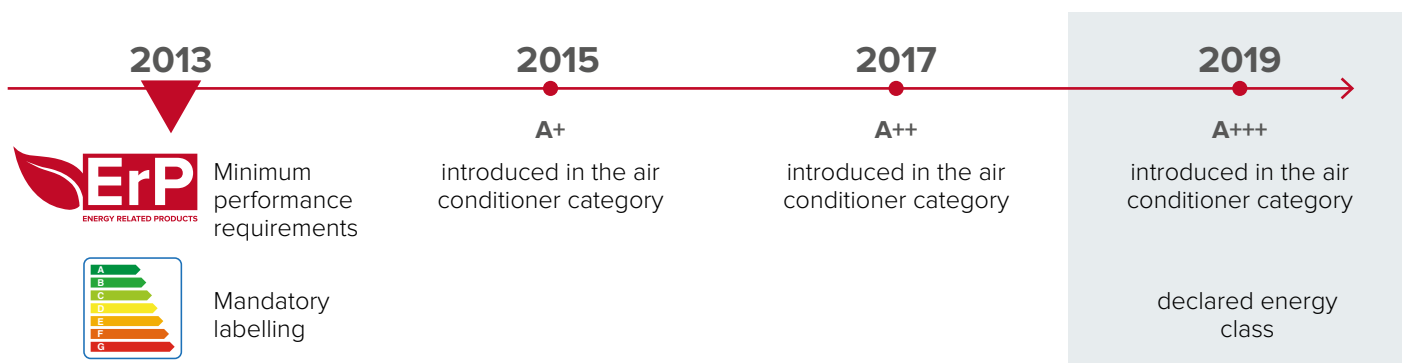 2013
2015
2017
2019
ErP
ENERGY RELATED PRODUCTS
Minimum
performance
requirements
A
B
C
D
E
F
G
Mandatory
labelling
A+
introduced in the air
conditioner category
A++
introduced in the air
conditioner category
A+++
introduced in the air
conditioner category
declared energy
class